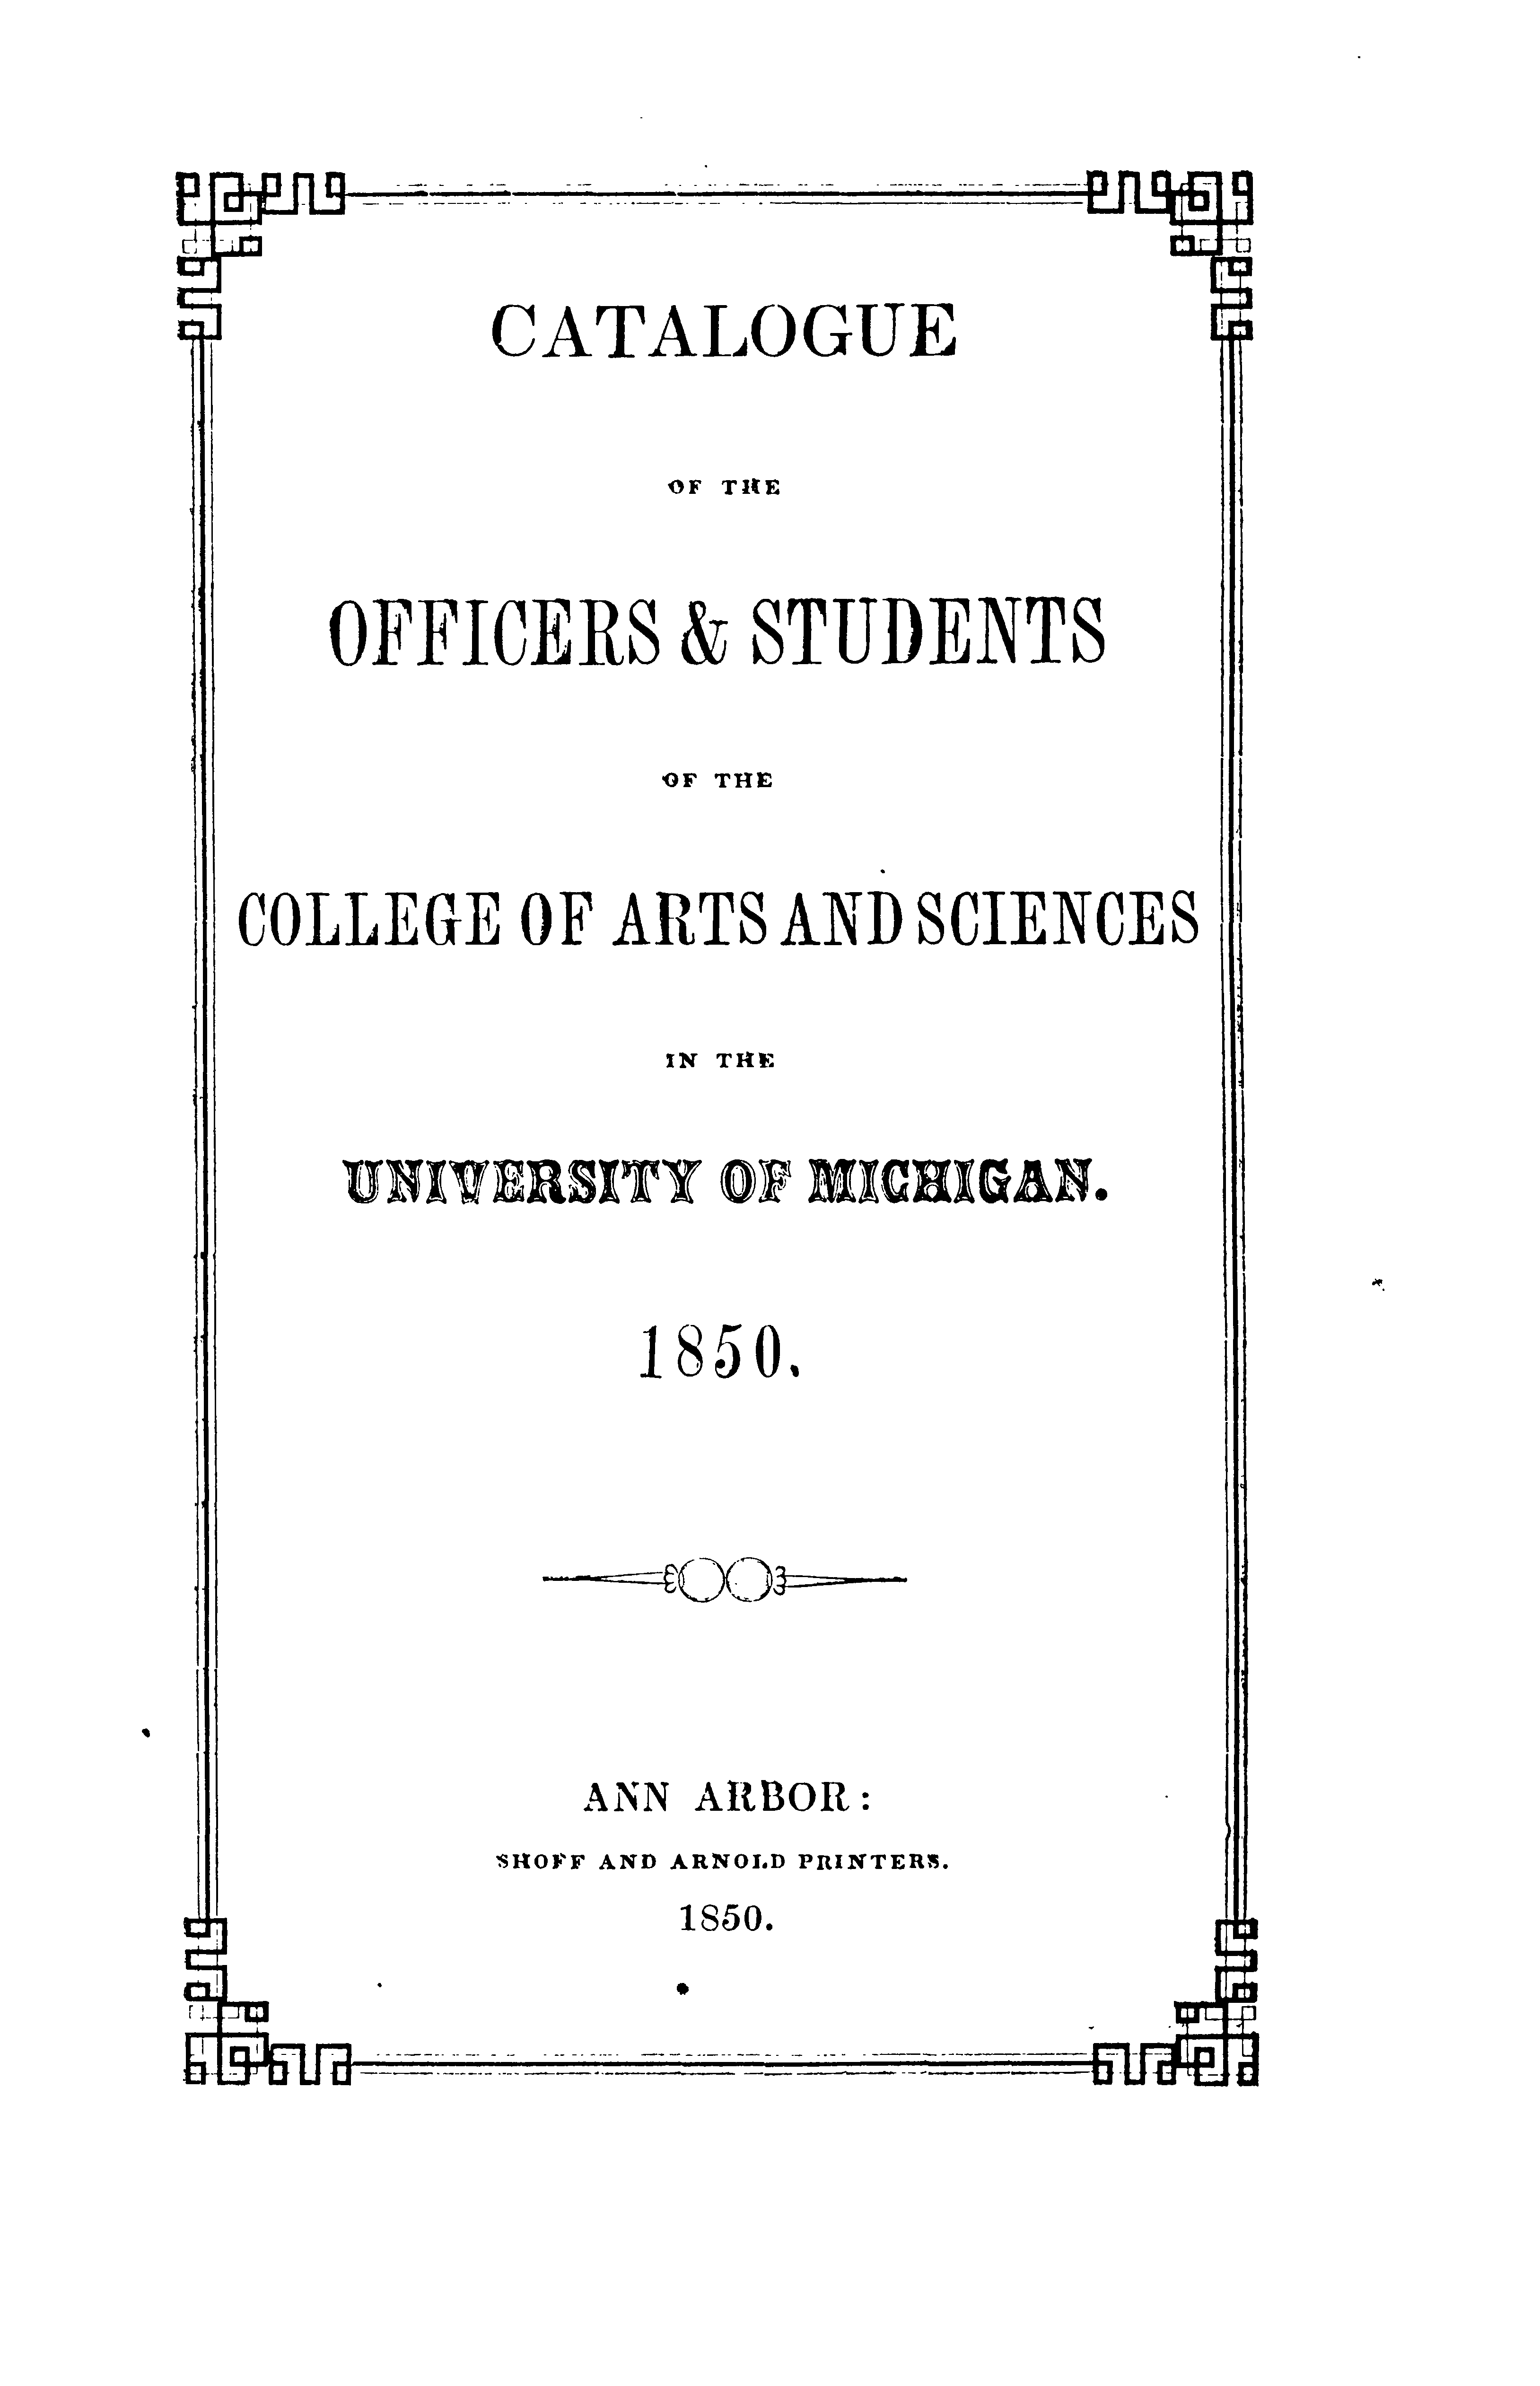 CATALOGUE
OF THE
OFFICERS & STUDENTS
OF THE
COLLEGE OF ARTS AND SCIENCES
IN THE
UNIVERSITY OF MICHIGAN.
1850.
ANN ARBOR:
SHOFF AND ARNOLD PRINTERS.
1850.